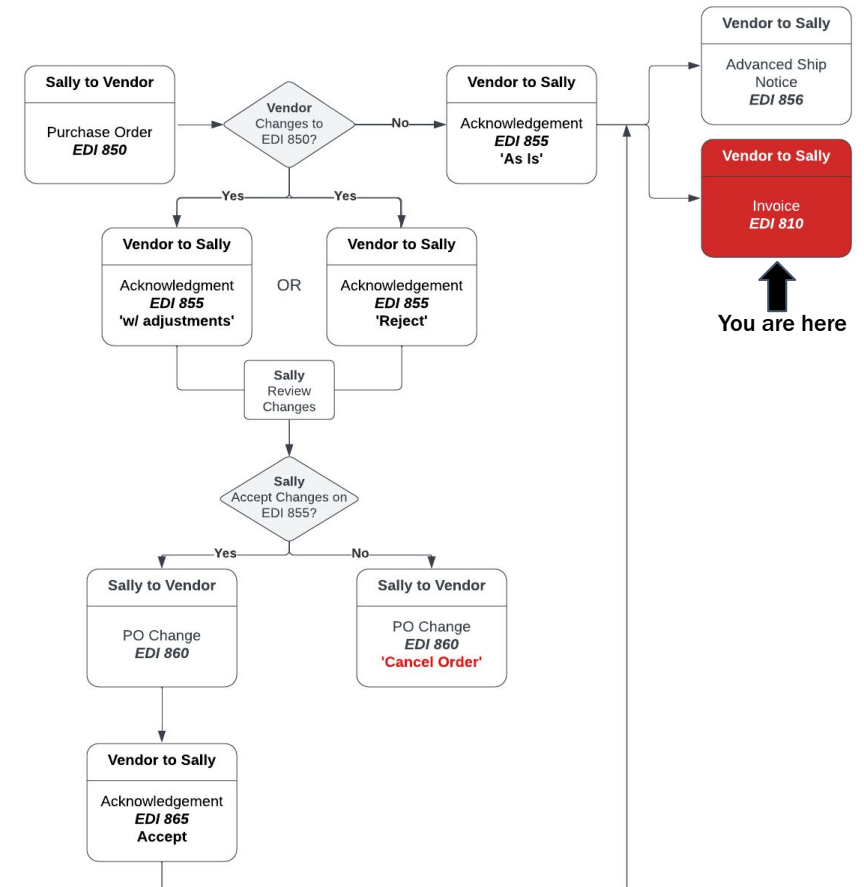 Vendor to Sally
Advanced Ship
Notice
EDI 856
Sally to Vendor
Purchase Order
EDI 850
Vendor
Changes to
EDI 850?
No
Vendor to Sally
Acknowledgement
EDI 855
'As Is'
Vendor to Sally
Invoice
EDI 810
You are here
Yes
Yes
Vendor to Sally
Acknowledgment
EDI 855
'w/ adjustments'
OR
Vendor to Sally
Acknowledgement
EDI 855
'Reject'
Sally
Review
Changes
Sally
Accept Changes on
EDI 855?
Yes
No
Sally to Vendor
PO Change
EDI 860
Sally to Vendor
PO Change
EDI 860
'Cancel Order'
Vendor to Sally
Acknowledgement
EDI 865
Accept